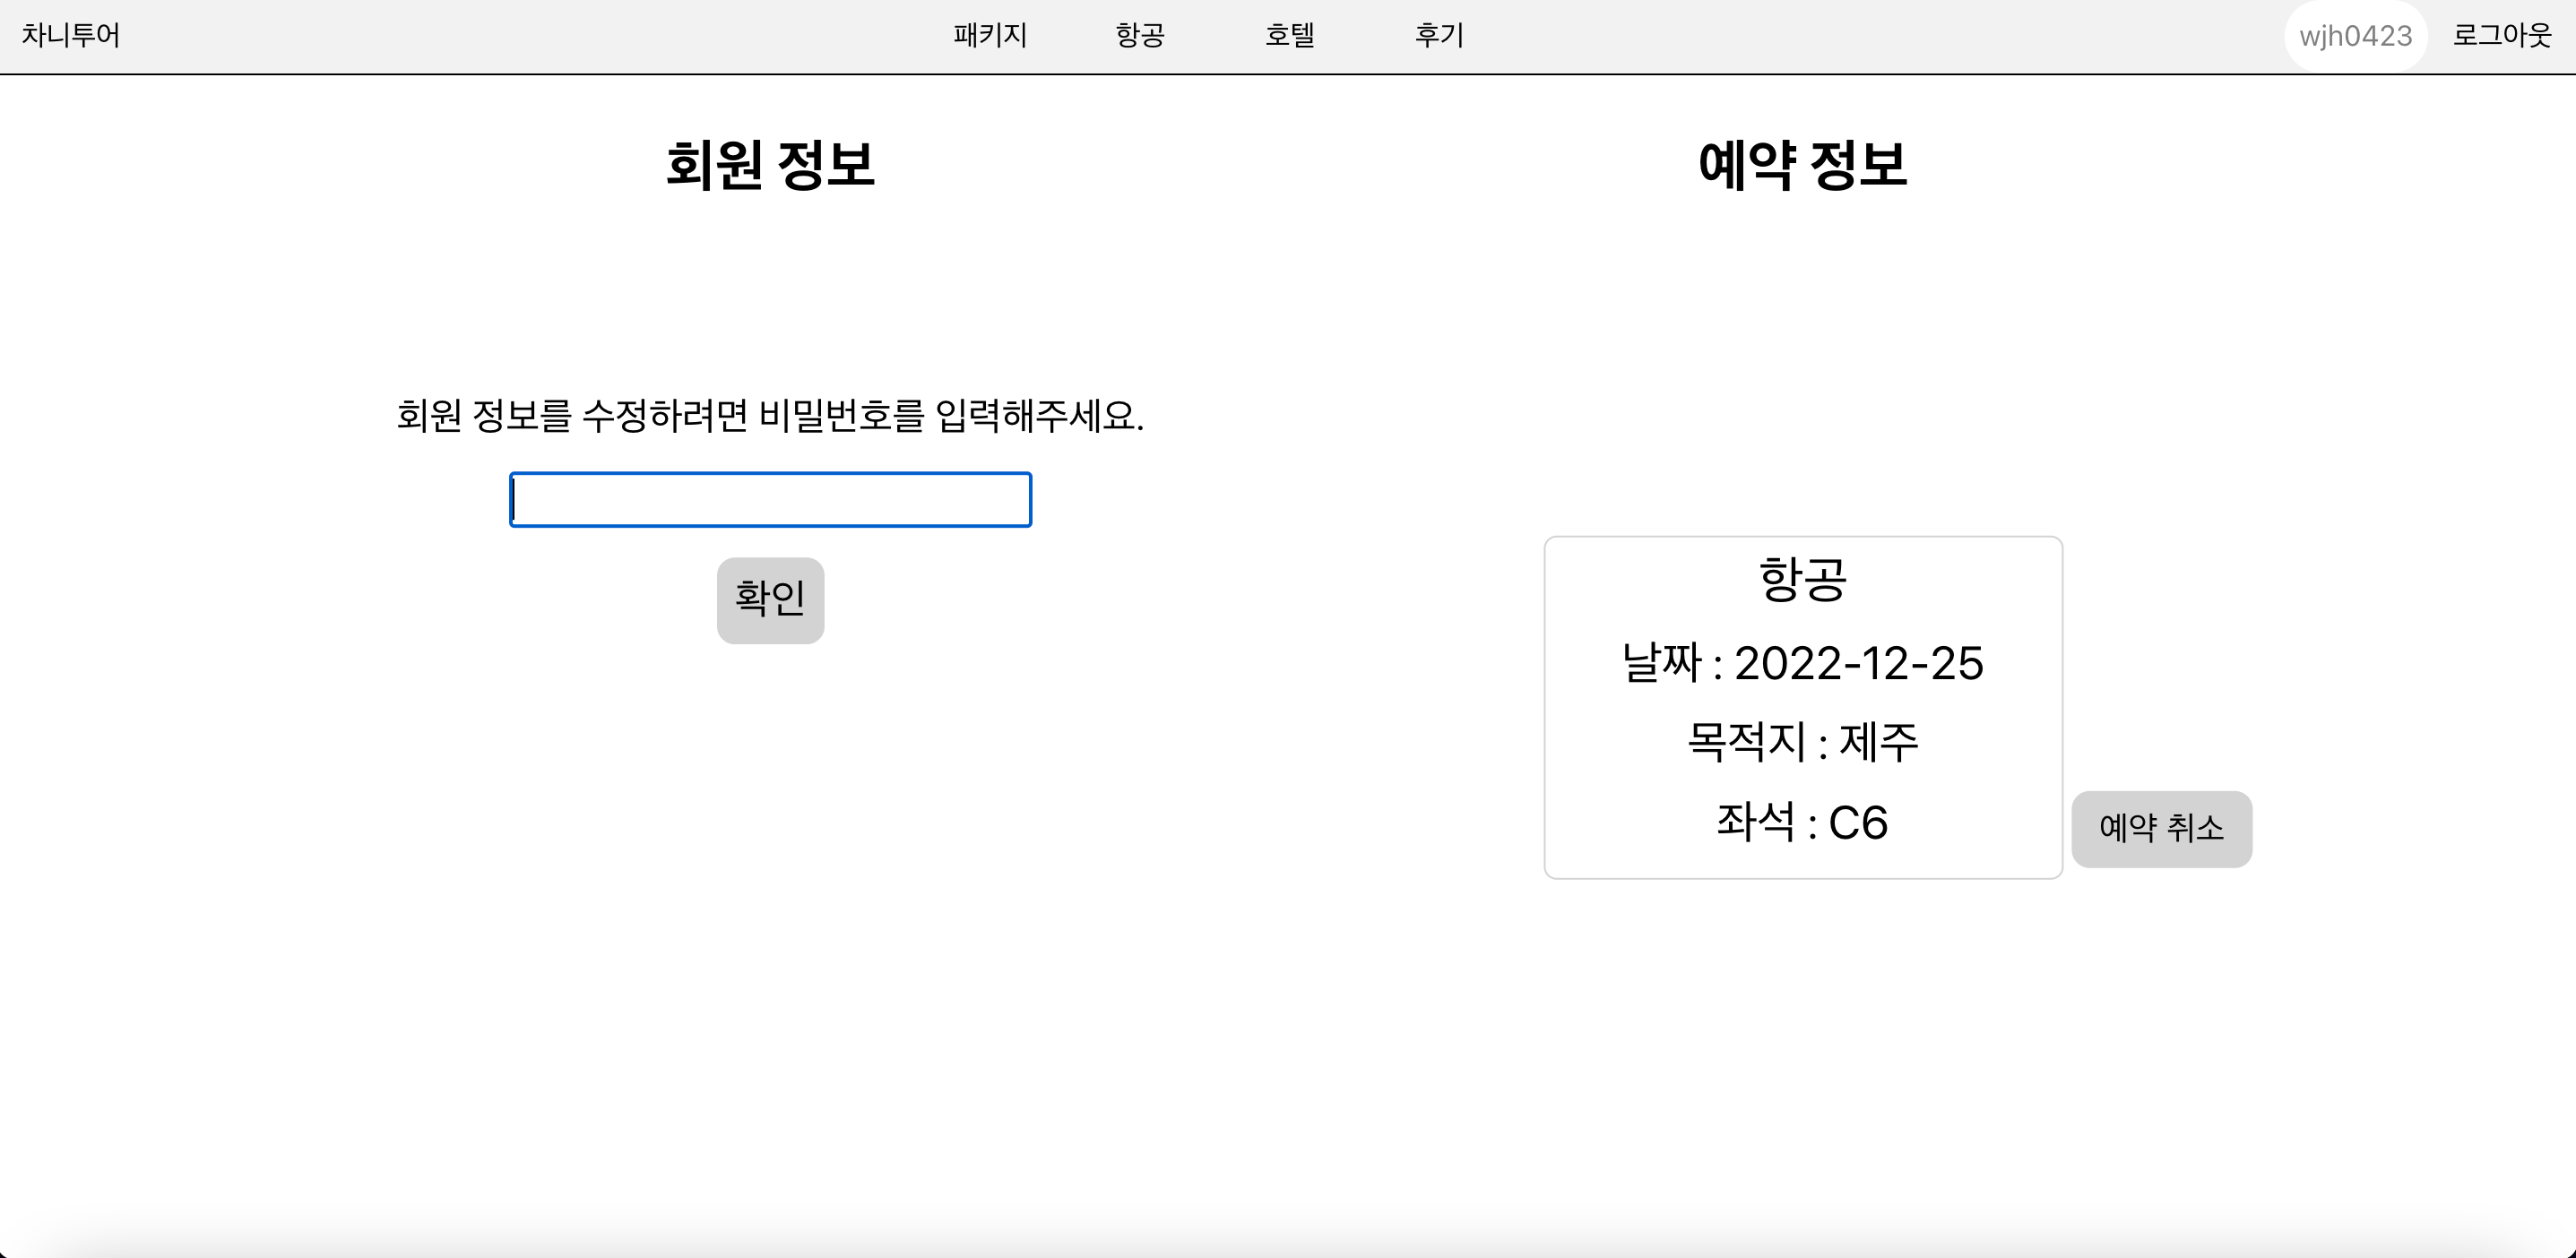 차니투어 패키지 항공 호텔 후기 wjh0423 로그아웃
회원 정보
회원 정보를 수정하려면 비밀번호를 입력해주세요.
확인
예약 정보
항공
날짜 : 2022-12-25
목적지 : 제주
좌석 : C6
예약 취소